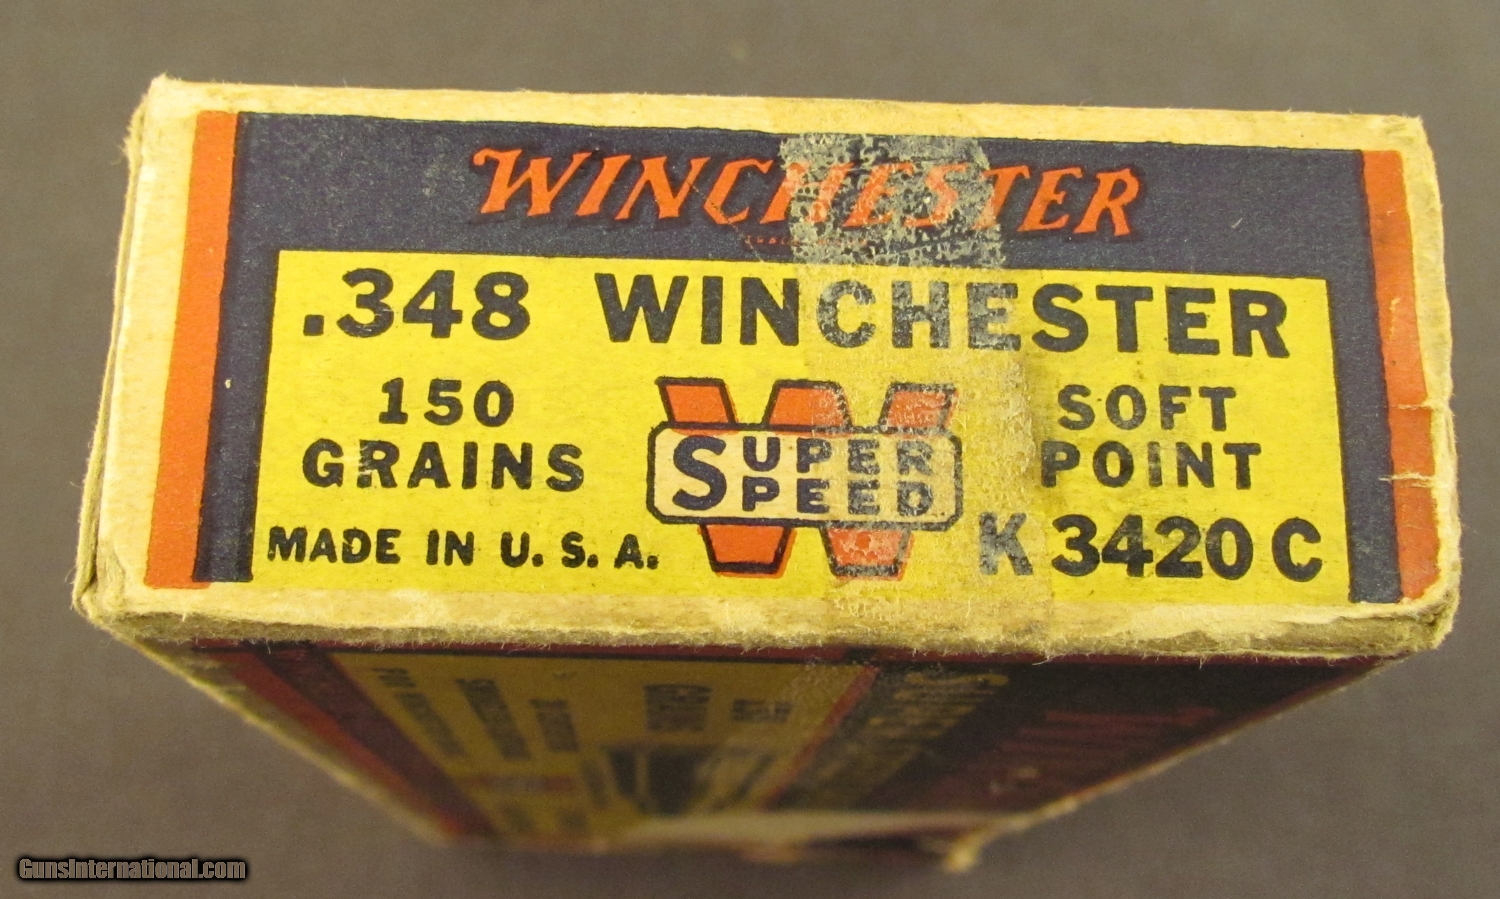 WINCHESTER
.348 WINCHESTER
150 GRAINS
SUPER SPEED
SOFT POINT
MADE IN U. S. A.
K 3420 C
GunsInternational.com